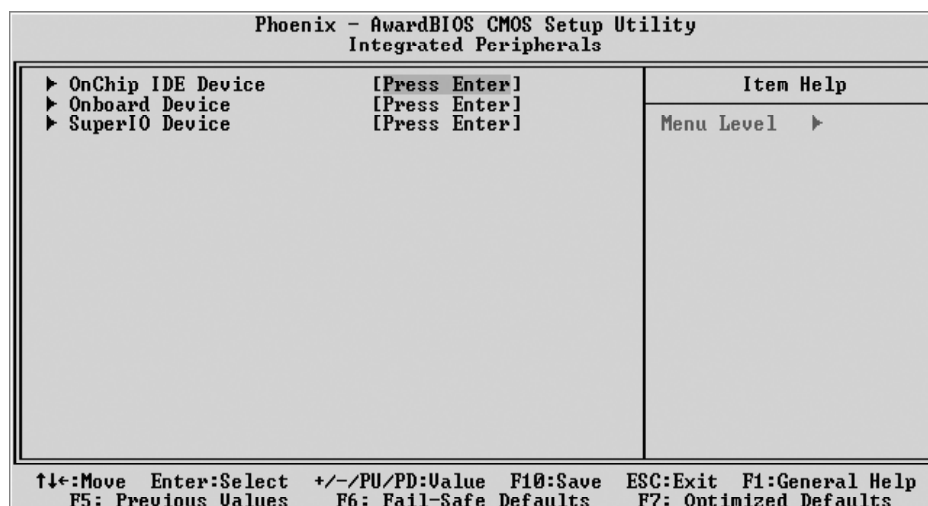 Phoenix - AwardBIOS CMOS Setup Utility
Integrated Peripherals
▶ OnChip IDE Device [Press Enter]
▶ Onboard Device [Press Enter]
▶ SuperIO Device [Press Enter]
Item Help
Menu Level ▶
↑↓←:Move Enter:Select +/-/PU/PD:Value F10:Save ESC:Exit F1:General Help
F5: Previous Values F6: Fail-Safe Defaults F7: Optimized Defaults